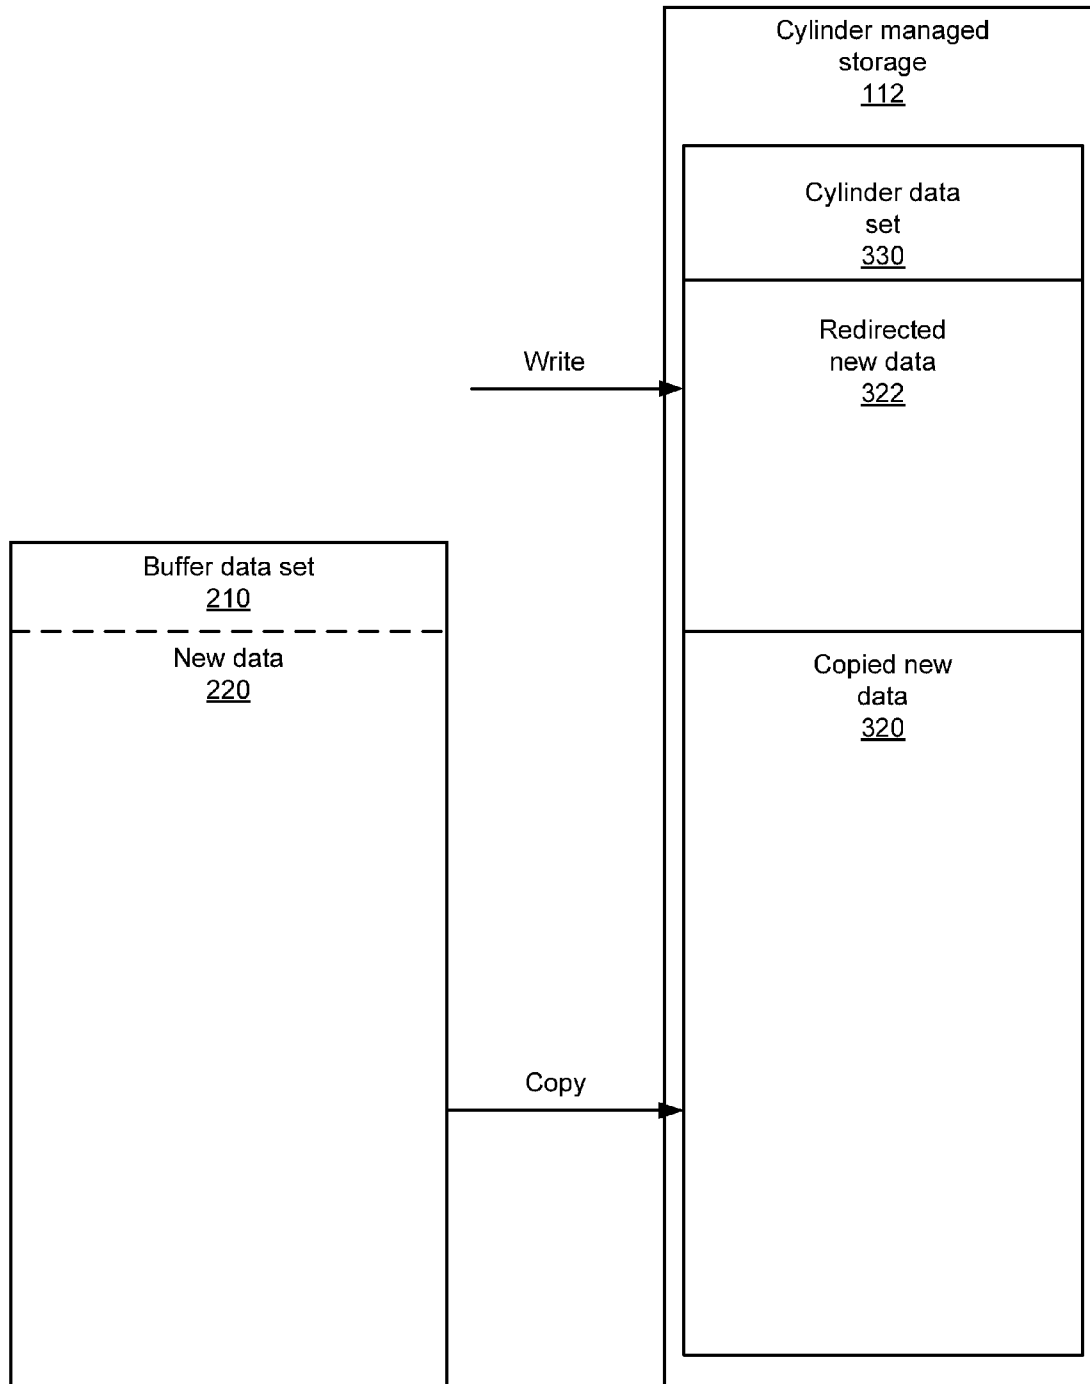 Cylinder managed
storage
112
Cylinder data
set
330
Redirected
new data
322
Write
Buffer data set
210
New data
220
Copied new
data
320
Copy